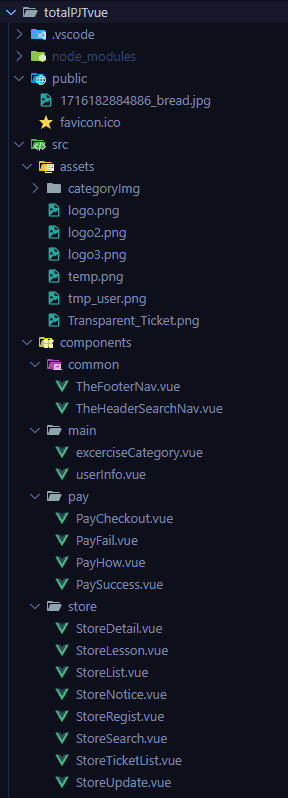 totalPJTvue
.vscode
node_modules
public
1716182884886_bread.jpg
favicon.ico
src
assets
categoryImg
logo.png
logo2.png
logo3.png
temp.png
tmp_user.png
Transparent_Ticket.png
components
common
TheFooterNav.vue
TheHeaderSearchNav.vue
main
excerciseCategory.vue
userInfo.vue
pay
PayCheckout.vue
PayFail.vue
PayHow.vue
PaySuccess.vue
store
StoreDetail.vue
StoreLesson.vue
StoreList.vue
StoreNotice.vue
StoreRegist.vue
StoreSearch.vue
StoreTicketList.vue
StoreUpdate.vue